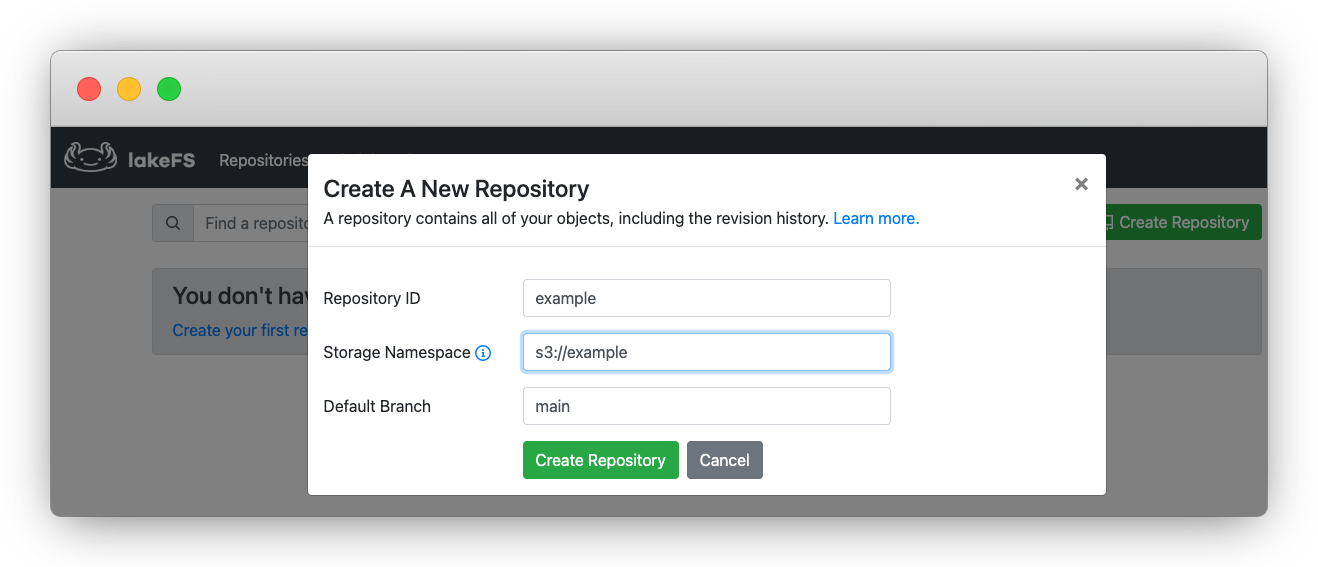 lakeFS Repositories
Create A New Repository
A repository contains all of your objects, including the revision history. Learn more.
Find a reposito
Create Repository
You don't hav
Create your first re
Repository ID example
Storage Namespace s3://example
Default Branch main
Create Repository Cancel